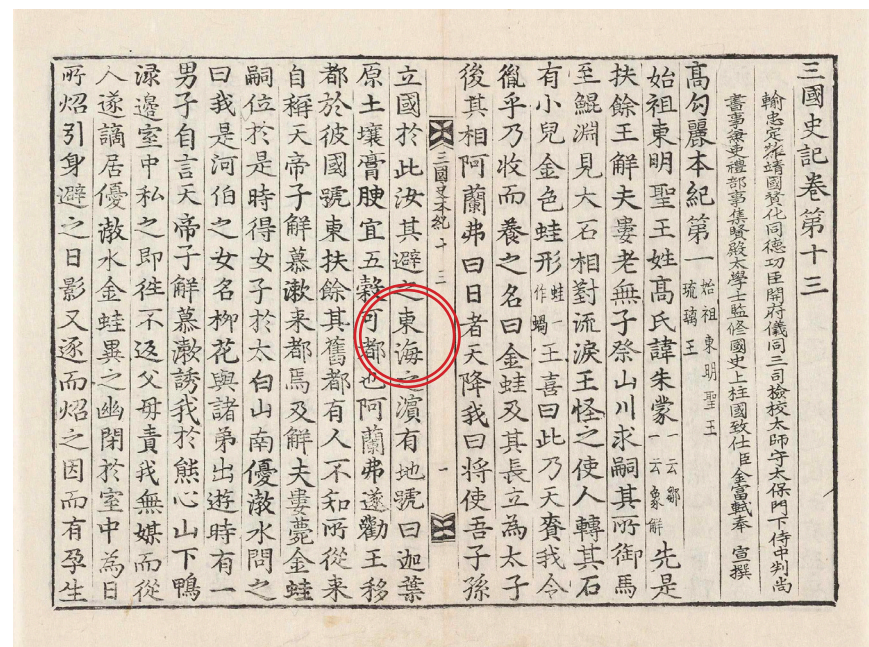 三國史記卷第十三
輸忠定難靖國贊化同德功臣開府儀同三司檢校太師守太保門下侍中判尚
書事兼吏禮部事集賢殿太學士監修國史上柱國致仕臣金富軾奉 宣撰
高勾麗本紀第一 始祖東明聖王 琉璃王
始祖東明聖王姓高氏諱朱蒙 一云鄒 一云象解 先是
扶餘王解夫婁老無子祭山川求嗣其所御馬
至鯤淵見大石相對流淚王怪之使人轉其石
有小兒金色蛙形 蛙一 作蝸 王喜曰此乃天賚我令
胤乎乃收而養之名曰金蛙及其長立為太子
後其相阿蘭弗曰日者天降我曰将使吾子孫
三國史本紀十三 一
立國於此汝其避之東海之濱有地號曰迦葉
原土壤膏腴宜五穀可都也阿蘭弗遂勸王移
都於彼國號東扶餘其舊都有人不知所從来
自稱天帝子解慕漱来都焉及解夫婁薨金蛙
嗣位於是時得女子於太白山南優渤水問之
曰我是河伯之女名柳花與諸弟出遊時有一
男子自言天帝子解慕漱誘我於熊心山下鴨
渌邊室中私之即徃不返父母責我無媒而從
人遂謫居優渤水金蛙異之幽閉於室中為日
所炤引身避之日影又逐而炤之因而有孕生